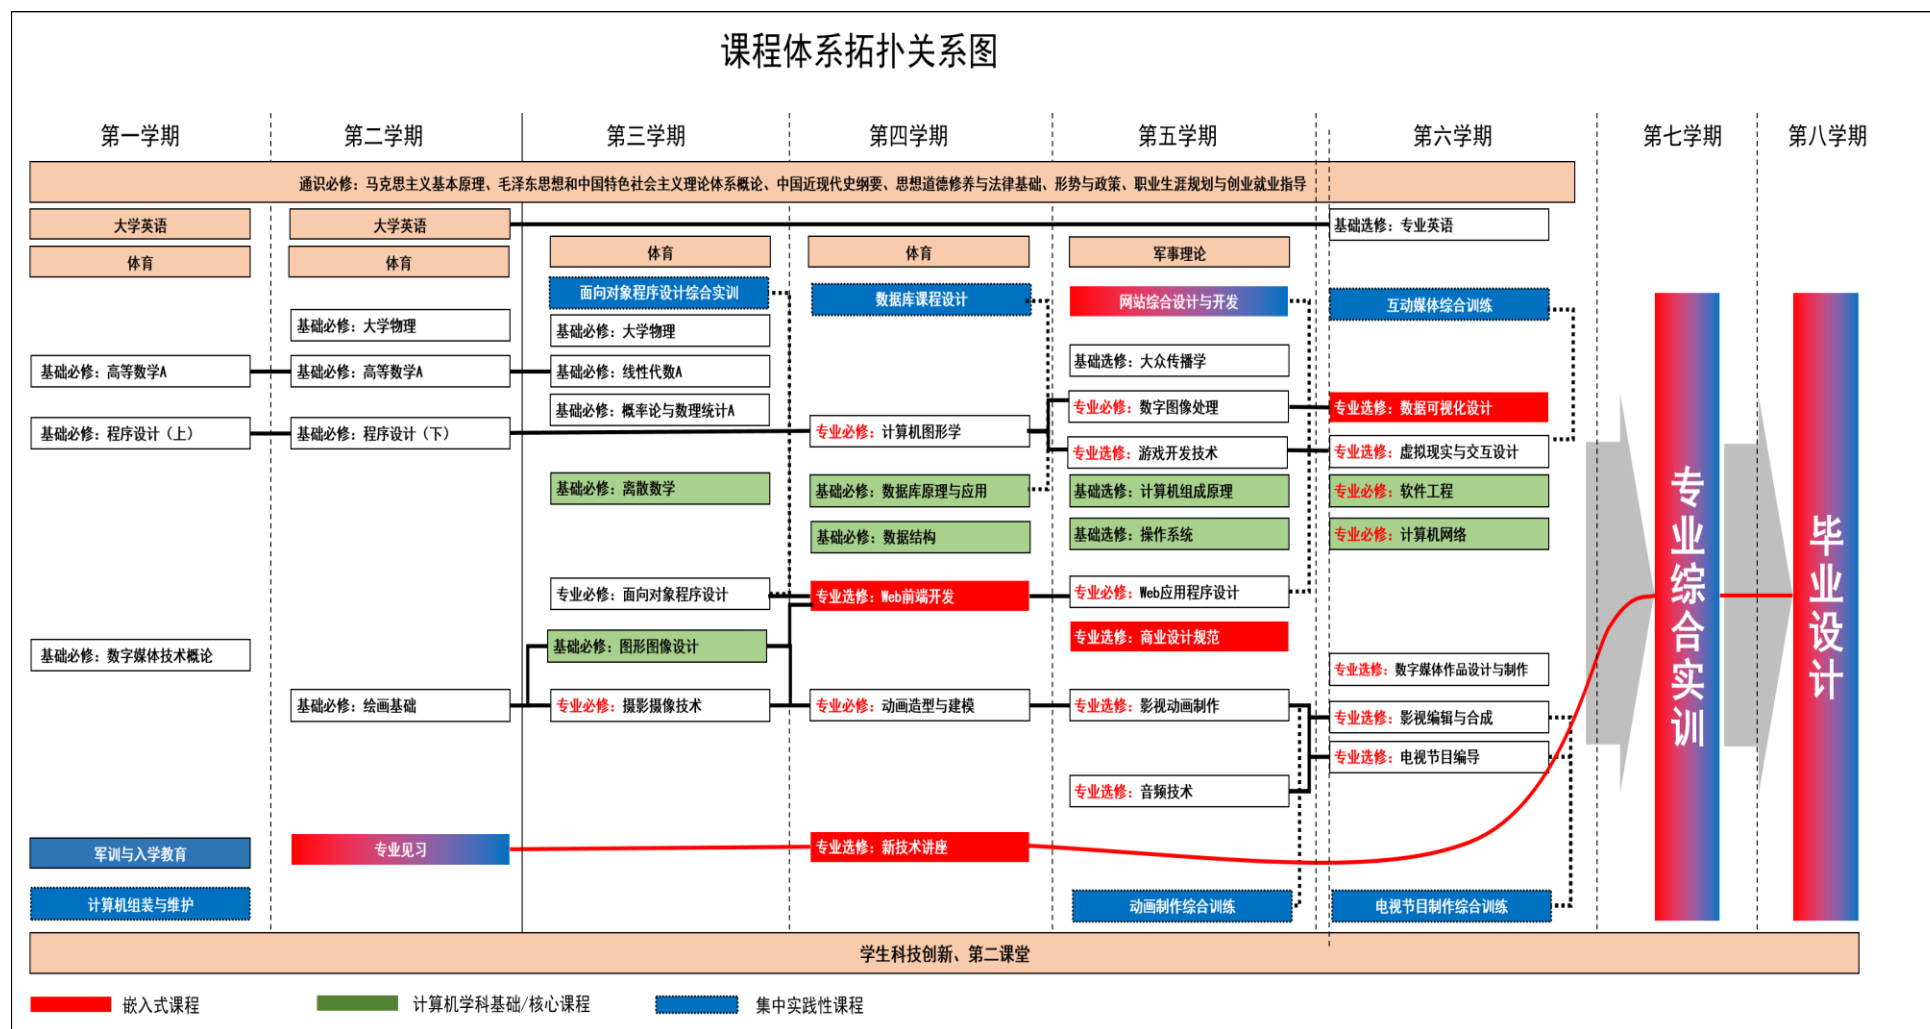 课程体系拓扑关系图
第一学期
第二学期
第三学期
第四学期
第五学期
第六学期
第七学期
第八学期
通识必修：马克思主义基本原理、毛泽东思想和中国特色社会主义理论体系概论、中国近现代史纲要、思想道德修养与法律基础、形势与政策、职业生涯规划与创业就业指导
大学英语
大学英语
基础选修：专业英语
体育
体育
体育
体育
军事理论
面向对象程序设计综合实训
数据库课程设计
网站综合设计与开发
互动媒体综合训练
基础必修：大学物理
基础必修：大学物理
基础选修：大众传播学
基础必修：高等数学A
基础必修：高等数学A
基础必修：线性代数A
基础必修：概率论与数理统计A
专业必修：数字图像处理
专业选修：数据可视化设计
基础必修：程序设计（上）
基础必修：程序设计（下）
专业必修：计算机图形学
专业选修：游戏开发技术
专业选修：虚拟现实与交互设计
基础必修：离散数学
基础必修：数据库原理与应用
基础选修：计算机组成原理
专业必修：软件工程
基础必修：数据结构
基础选修：操作系统
专业必修：计算机网络
专业必修：面向对象程序设计
专业选修：Web前端开发
专业必修：Web应用程序设计
基础必修：图形图像设计
专业选修：商业设计规范
基础必修：数字媒体技术概论
专业选修：数字媒体作品设计与制作
基础必修：绘画基础
专业必修：摄影摄像技术
专业必修：动画造型与建模
专业选修：影视动画制作
专业选修：影视编辑与合成
专业选修：电视节目编导
专业选修：音频技术
军训与入学教育
专业见习
专业选修：新技术讲座
计算机组装与维护
动画制作综合训练
电视节目制作综合训练
专业综合实训
毕业设计
学生科技创新、第二课堂
嵌入式课程
计算机学科基础/核心课程
集中实践性课程